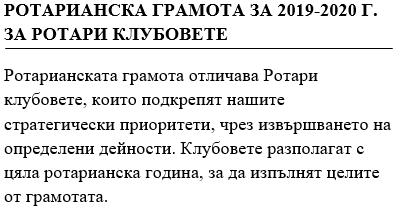 РОТАРИАНСКА ГРАМОТА ЗА 2019-2020 Г.
ЗА РОТАРИ КЛУБОВЕТЕ
Ротарианската грамота отличава Ротари
клубовете, които подкрепят нашите
стратегически приоритети, чрез извършването на
определени дейности. Клубовете разполагат с
цяла ротарианска година, за да изпълнят целите
от грамотата.